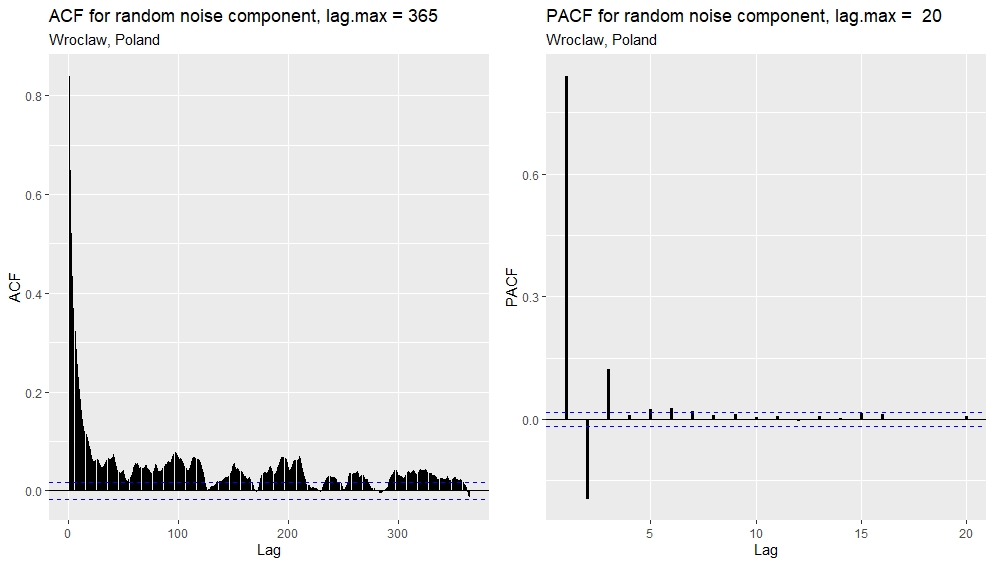 ACF for random noise component, lag.max = 365
Wroclaw, Poland
0.8
0.6
0.4
0.2
0.0
ACF
0
100
200
300
Lag
PACF for random noise component, lag.max =  20
Wroclaw, Poland
0.6
0.3
0.0
PACF
5
10
15
20
Lag